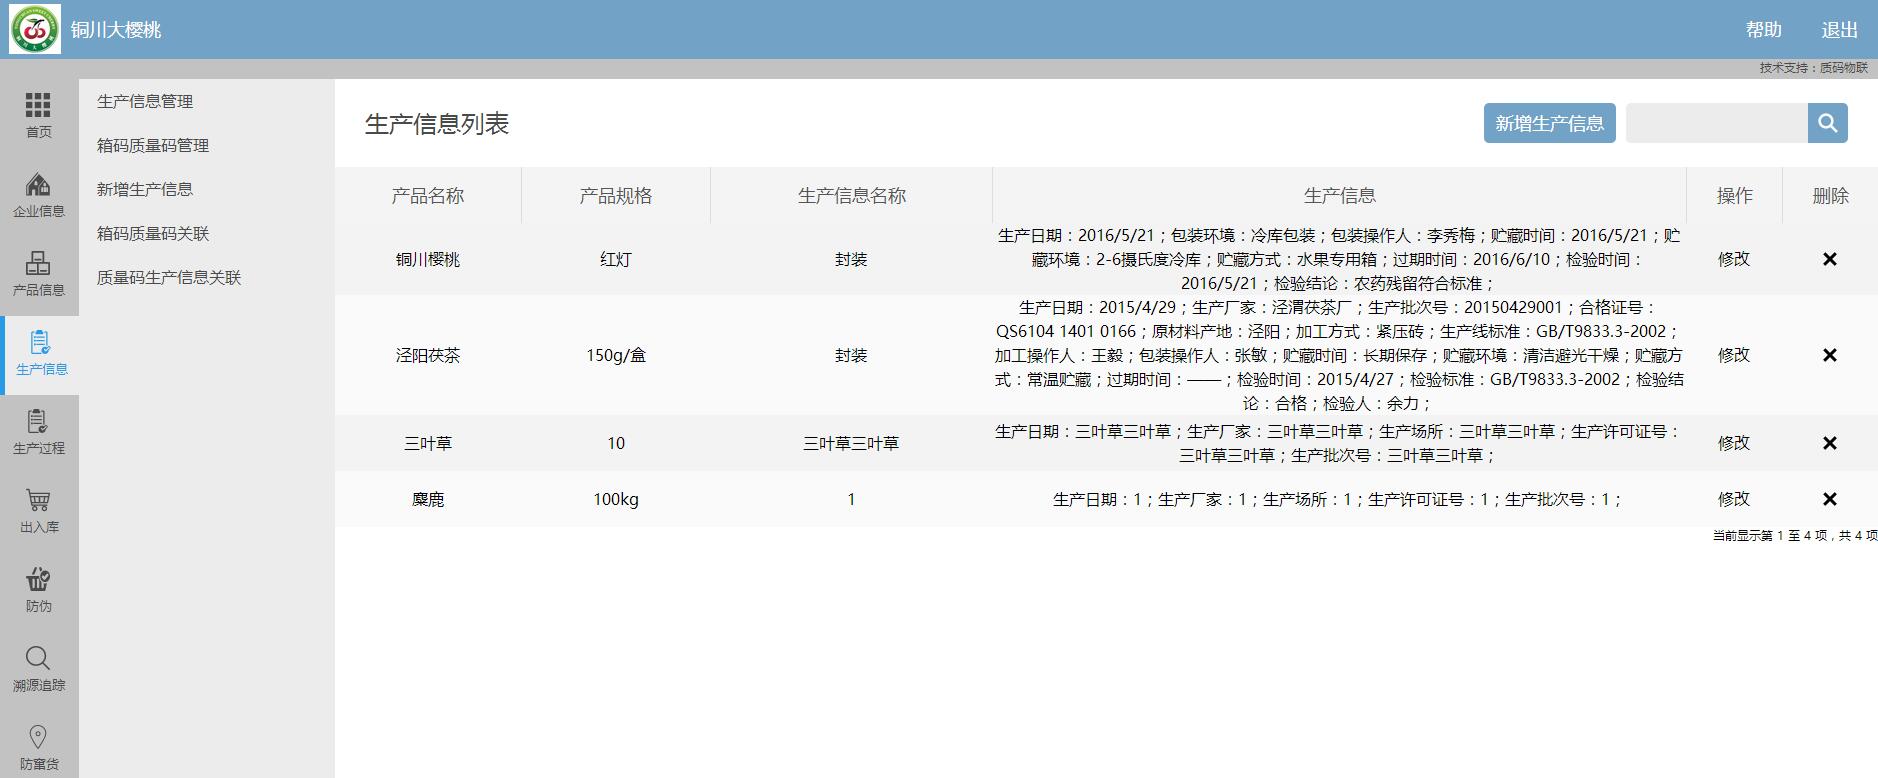 铜川大樱桃
帮助
退出
技术支持：质码物联
首页
企业信息
产品信息
生产信息
生产过程
出入库
防伪
溯源追踪
防窜货
生产信息管理
箱码质量码管理
新增生产信息
箱码质量码关联
质量码生产信息关联
生产信息列表
新增生产信息
产品名称 产品规格 生产信息名称 生产信息 操作 删除
铜川樱桃 红灯 封装
生产日期：2016/5/21；包装环境：冷库包装；包装操作人：李秀梅；贮藏时间：2016/5/21；贮
藏环境：2-6摄氏度冷库；贮藏方式：水果专用箱；过期时间：2016/6/10；检验时间：
2016/5/21；检验结论：农药残留符合标准；
修改
泾阳茯茶 150g/盒 封装
生产日期：2015/4/29；生产厂家：泾渭茯茶厂；生产批次号：20150429001；合格证号：
QS6104 1401 0166；原材料产地：泾阳；加工方式：紧压砖；生产线标准：GB/T9833.3-2002；
加工操作人：王毅；包装操作人：张敏；贮藏时间：长期保存；贮藏环境：清洁避光干燥；贮藏方
式：常温贮藏；过期时间：——；检验时间：2015/4/27；检验标准：GB/T9833.3-2002；检验结
论：合格；检验人：余力；
修改
三叶草 10 三叶草三叶草
生产日期：三叶草三叶草；生产厂家：三叶草三叶草；生产场所：三叶草三叶草；生产许可证号：
三叶草三叶草；生产批次号：三叶草三叶草；
修改
麋鹿 100kg 1 生产日期：1；生产厂家：1；生产场所：1；生产许可证号：1；生产批次号：1； 修改
当前显示第 1 至 4 项，共 4 项